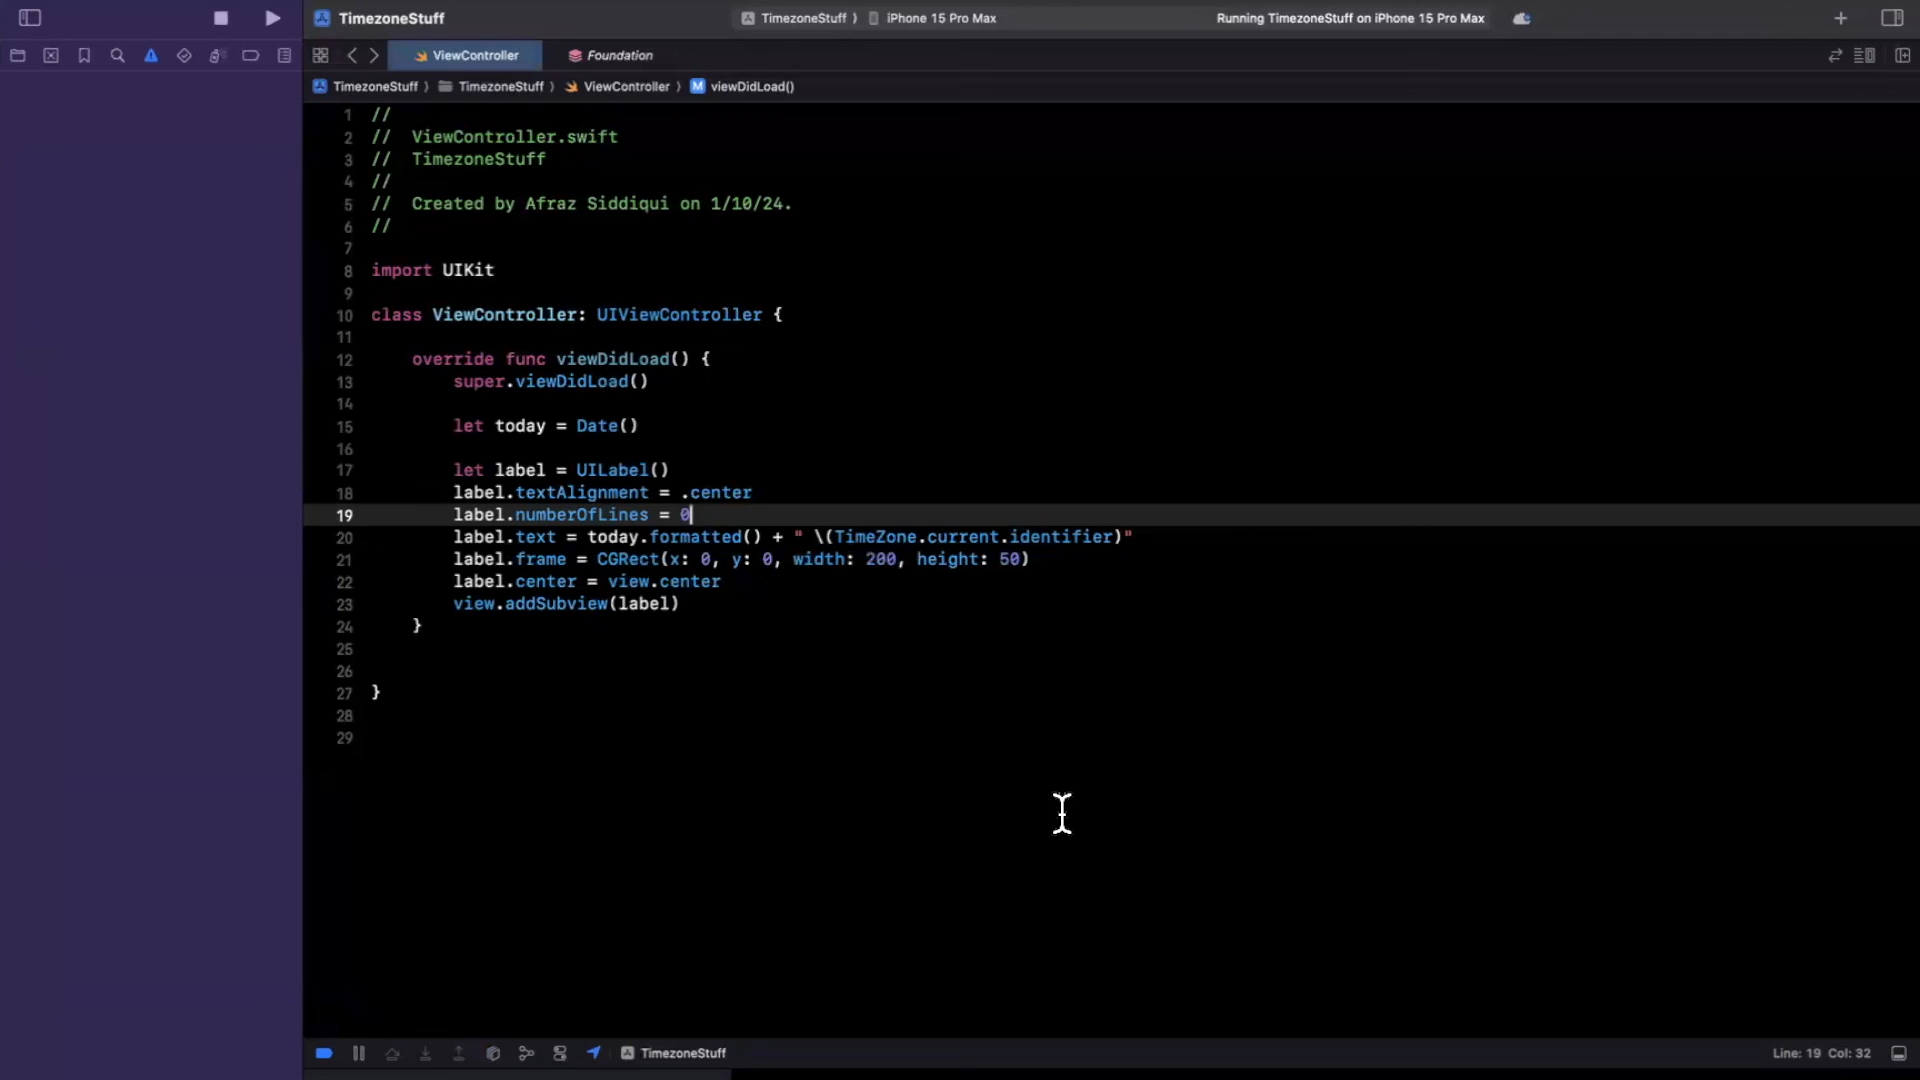 TimezoneStuff
TimezoneStuff ⟩ iPhone 15 Pro Max
Running TimezoneStuff on iPhone 15 Pro Max
ViewController
Foundation
TimezoneStuff ⟩ TimezoneStuff ⟩ ViewController ⟩ M viewDidLoad()
1 //
2 //  ViewController.swift
3 //  TimezoneStuff
4 //
5 //  Created by Afraz Siddiqui on 1/10/24.
6 //
7
8 import UIKit
9
10 class ViewController: UIViewController {
11
12     override func viewDidLoad() {
13         super.viewDidLoad()
14
15         let today = Date()
16
17         let label = UILabel()
18         label.textAlignment = .center
19         label.numberOfLines = 0
20         label.text = today.formatted() + " \(TimeZone.current.identifier)"
21         label.frame = CGRect(x: 0, y: 0, width: 200, height: 50)
22         label.center = view.center
23         view.addSubview(label)
24     }
25
26
27 }
28
29
TimezoneStuff
Line: 19 Col: 32